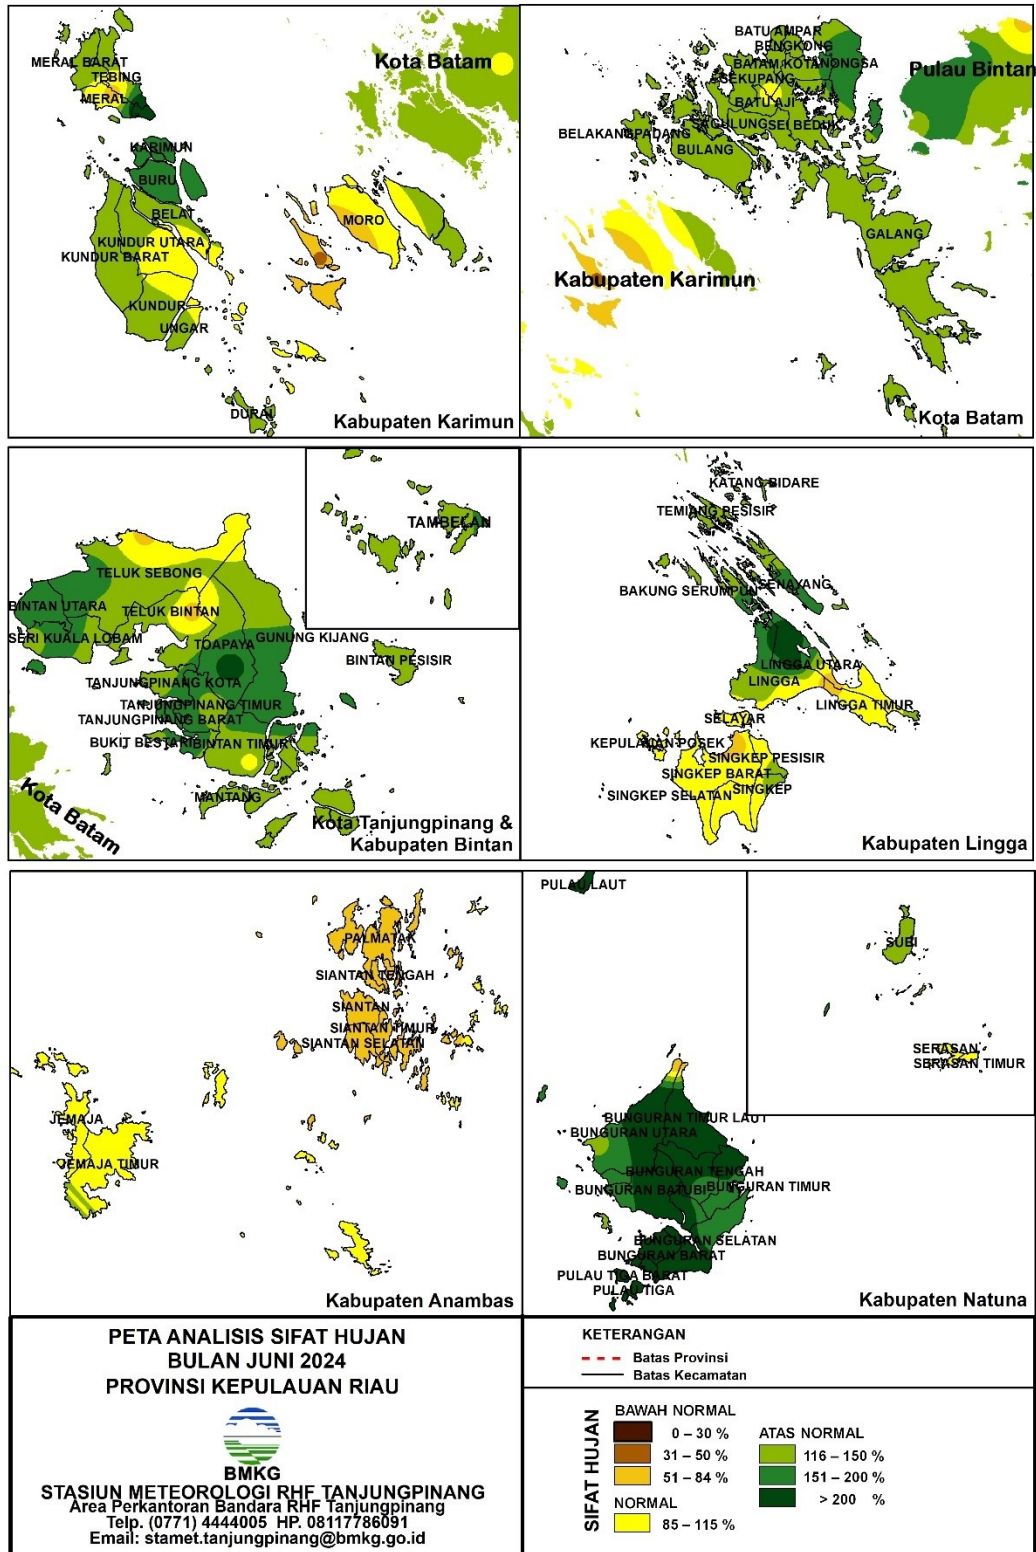 MERAL BARAT
TEBING
MERAL
KARIMUN
BURU
BELAT
KUNDUR UTARA
KUNDUR BARAT
KUNDUR
UNGAR
DURAI
MORO
Kota Batam
Kabupaten Karimun
BATU AMPAR
BENGKONG
BATAM KOTA
NONGSA
SEKUPANG
BATU AJI
SAGULUNG
SEI BEDUK
BELAKANG PADANG
BULANG
GALANG
Pulau Bintan
Kabupaten Karimun
Kota Batam
TAMBELAN
TELUK SEBONG
BINTAN UTARA
TELUK BINTAN
SERI KUALA LOBAM
TOAPAYA
GUNUNG KIJANG
BINTAN PESISIR
TANJUNGPINANG KOTA
TANJUNGPINANG TIMUR
TANJUNGPINANG BARAT
BUKIT BESTARI
BINTAN TIMUR
MANTANG
Kota Batam
Kota Tanjungpinang &
Kabupaten Bintan
KATANG BIDARE
TEMIANG PESISIR
BAKUNG SERUMPUN
SENAYANG
LINGGA UTARA
LINGGA
LINGGA TIMUR
SELAYAR
KEPULAUAN POSEK
SINGKEP PESISIR
SINGKEP BARAT
SINGKEP
SINGKEP SELATAN
Kabupaten Lingga
PALMATAK
SIANTAN TENGAH
SIANTAN
SIANTAN TIMUR
SIANTAN SELATAN
JEMAJA
JEMAJA TIMUR
Kabupaten Anambas
PULAU LAUT
SUBI
SERASAN
SERASAN TIMUR
BUNGURAN TIMUR LAUT
BUNGURAN UTARA
BUNGURAN TENGAH
BUNGURAN BATUBI
BUNGURAN TIMUR
BUNGURAN SELATAN
BUNGURAN BARAT
PULAU TIGA BARAT
PULAU TIGA
Kabupaten Natuna
PETA ANALISIS SIFAT HUJAN
BULAN JUNI 2024
PROVINSI KEPULAUAN RIAU
BMKG
STASIUN METEOROLOGI RHF TANJUNGPINANG
Area Perkantoran Bandara RHF Tanjungpinang
Telp. (0771) 4444005 HP. 08117786091
Email: stamet.tanjungpinang@bmkg.go.id
KETERANGAN
Batas Provinsi
Batas Kecamatan
SIFAT HUJAN
BAWAH NORMAL
0 – 30 %
31 – 50 %
51 – 84 %
NORMAL
85 – 115 %
ATAS NORMAL
116 – 150 %
151 – 200 %
> 200 %